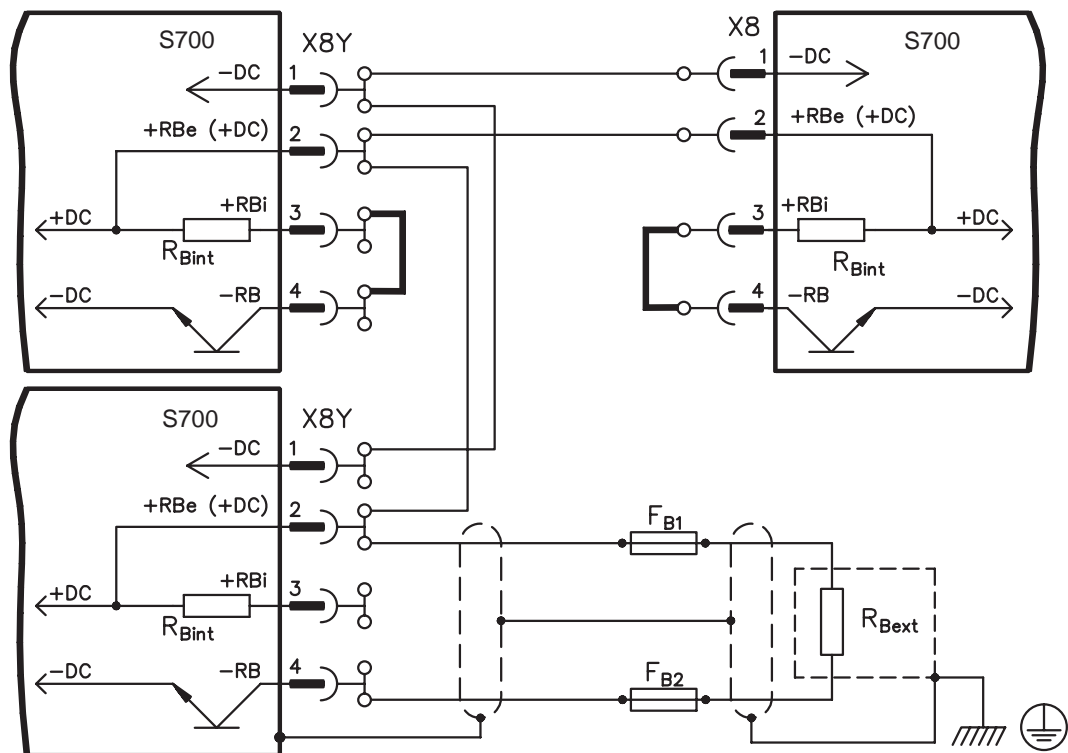 S700
X8Y
1
−DC
+RBe (+DC)
2
+DC
+RBi
3
RBint
−DC
−RB
4
X8
S700
1
−DC
2
+RBe (+DC)
3
+RBi
+DC
RBint
4
−RB
−DC
S700
X8Y
1
−DC
+RBe (+DC)
2
+DC
+RBi
3
RBint
−DC
−RB
4
FB1
FB2
RBext